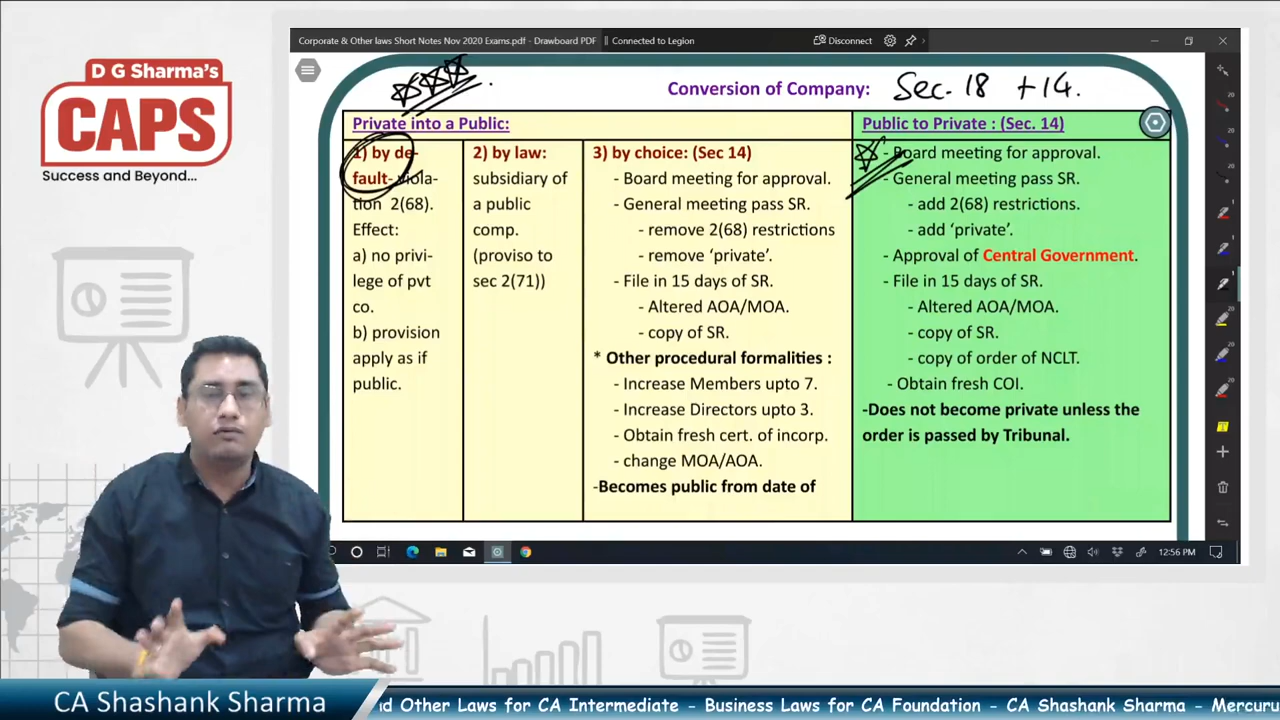 D G Sharma's
CAPS
Success and Beyond...
Corporate & Other laws Short Notes Nov 2020 Exams.pdf - Drawboard PDF
Connected to Legion
Disconnect
Conversion of Company: Sec. 18 + 14.
Private into a Public:
1) by de-
fault- viola-
tion 2(68).
Effect:
a) no privi-
lege of pvt
co.
b) provision
apply as if
public.
2) by law:
subsidiary of
a public
comp.
(proviso to
sec 2(71))
3) by choice: (Sec 14)
- Board meeting for approval.
- General meeting pass SR.
- remove 2(68) restrictions
- remove ‘private’.
- File in 15 days of SR.
- Altered AOA/MOA.
- copy of SR.
* Other procedural formalities :
- Increase Members upto 7.
- Increase Directors upto 3.
- Obtain fresh cert. of incorp.
- change MOA/AOA.
-Becomes public from date of
Public to Private : (Sec. 14)
- Board meeting for approval.
- General meeting pass SR.
- add 2(68) restrictions.
- add ‘private’.
- Approval of Central Government.
- File in 15 days of SR.
- Altered AOA/MOA.
- copy of SR.
- copy of order of NCLT.
- Obtain fresh COI.
-Does not become private unless the
order is passed by Tribunal.
12:56 PM
CA Shashank Sharma
nd Other Laws for CA Intermediate - Business Laws for CA Foundation - CA Shashank Sharma - Mercuru